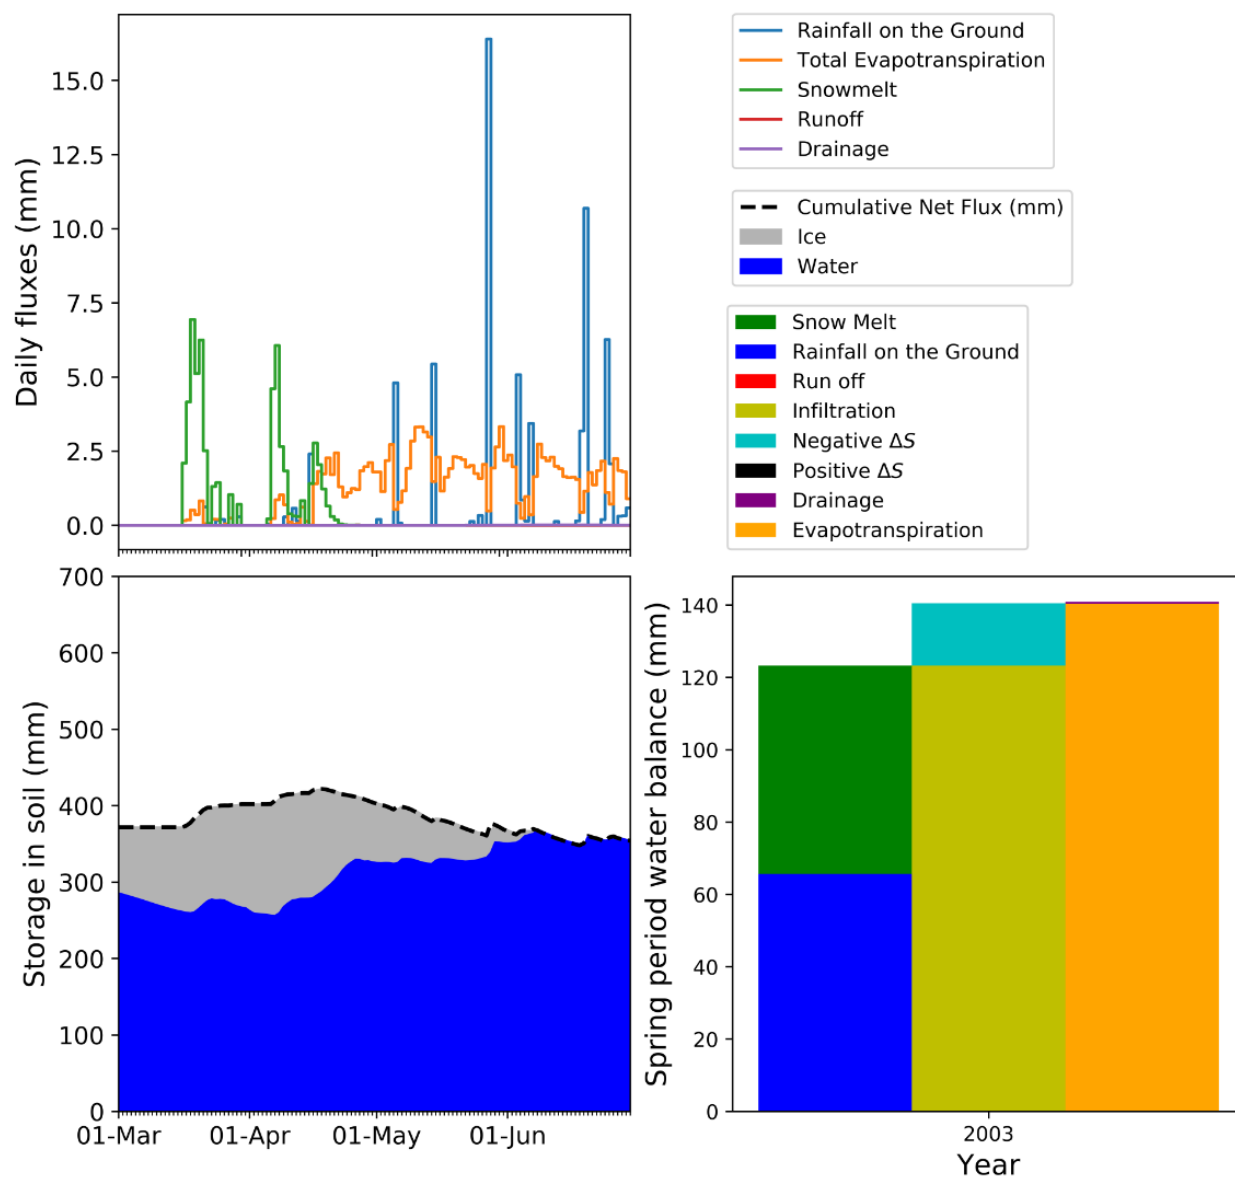 Daily fluxes (mm)
15.0
12.5
10.0
7.5
5.0
2.5
0.0
Rainfall on the Ground
Total Evapotranspiration
Snowmelt
Runoff
Drainage
Cumulative Net Flux (mm)
Ice
Water
Snow Melt
Rainfall on the Ground
Run off
Infiltration
Negative ΔS
Positive ΔS
Drainage
Evapotranspiration
Storage in soil (mm)
700
600
500
400
300
200
100
0
01-Mar
01-Apr
01-May
01-Jun
Spring period water balance (mm)
140
120
100
80
60
40
20
0
2003
Year